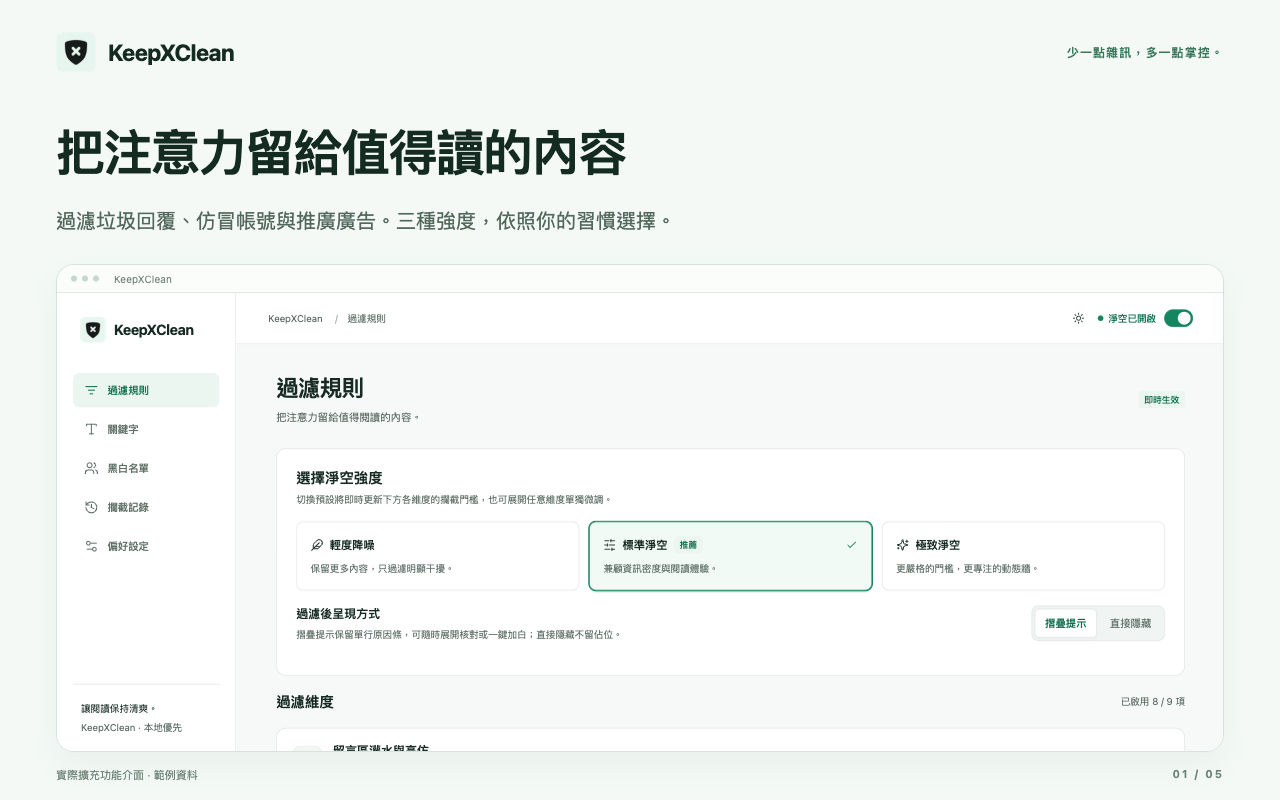 KeepXClean
少一點雜訊，多一點掌控。
把注意力留給值得讀的內容
過濾垃圾回覆、仿冒帳號與推廣廣告。三種強度，依照你的習慣選擇。
KeepXClean
KeepXClean
KeepXClean / 過濾規則
淨空已開啟
過濾規則
關鍵字
黑白名單
攔截記錄
偏好設定
過濾規則
把注意力留給值得閱讀的內容。
即時生效
選擇淨空強度
切換預設將即時更新下方各維度的攔截門檻，也可展開任意維度單獨微調。
輕度降噪
保留更多內容，只過濾明顯干擾。
標準淨空 推薦
兼顧資訊密度與閱讀體驗。
極致淨空
更嚴格的門檻，更專注的動態牆。
過濾後呈現方式
摺疊提示保留單行原因條，可隨時展開核對或一鍵加白；直接隱藏不留佔位。
摺疊提示
直接隱藏
過濾維度
已啟用 8 / 9 項
讓閱讀保持清爽。
KeepXClean · 本地優先
實際擴充功能介面 · 範例資料
01 / 05